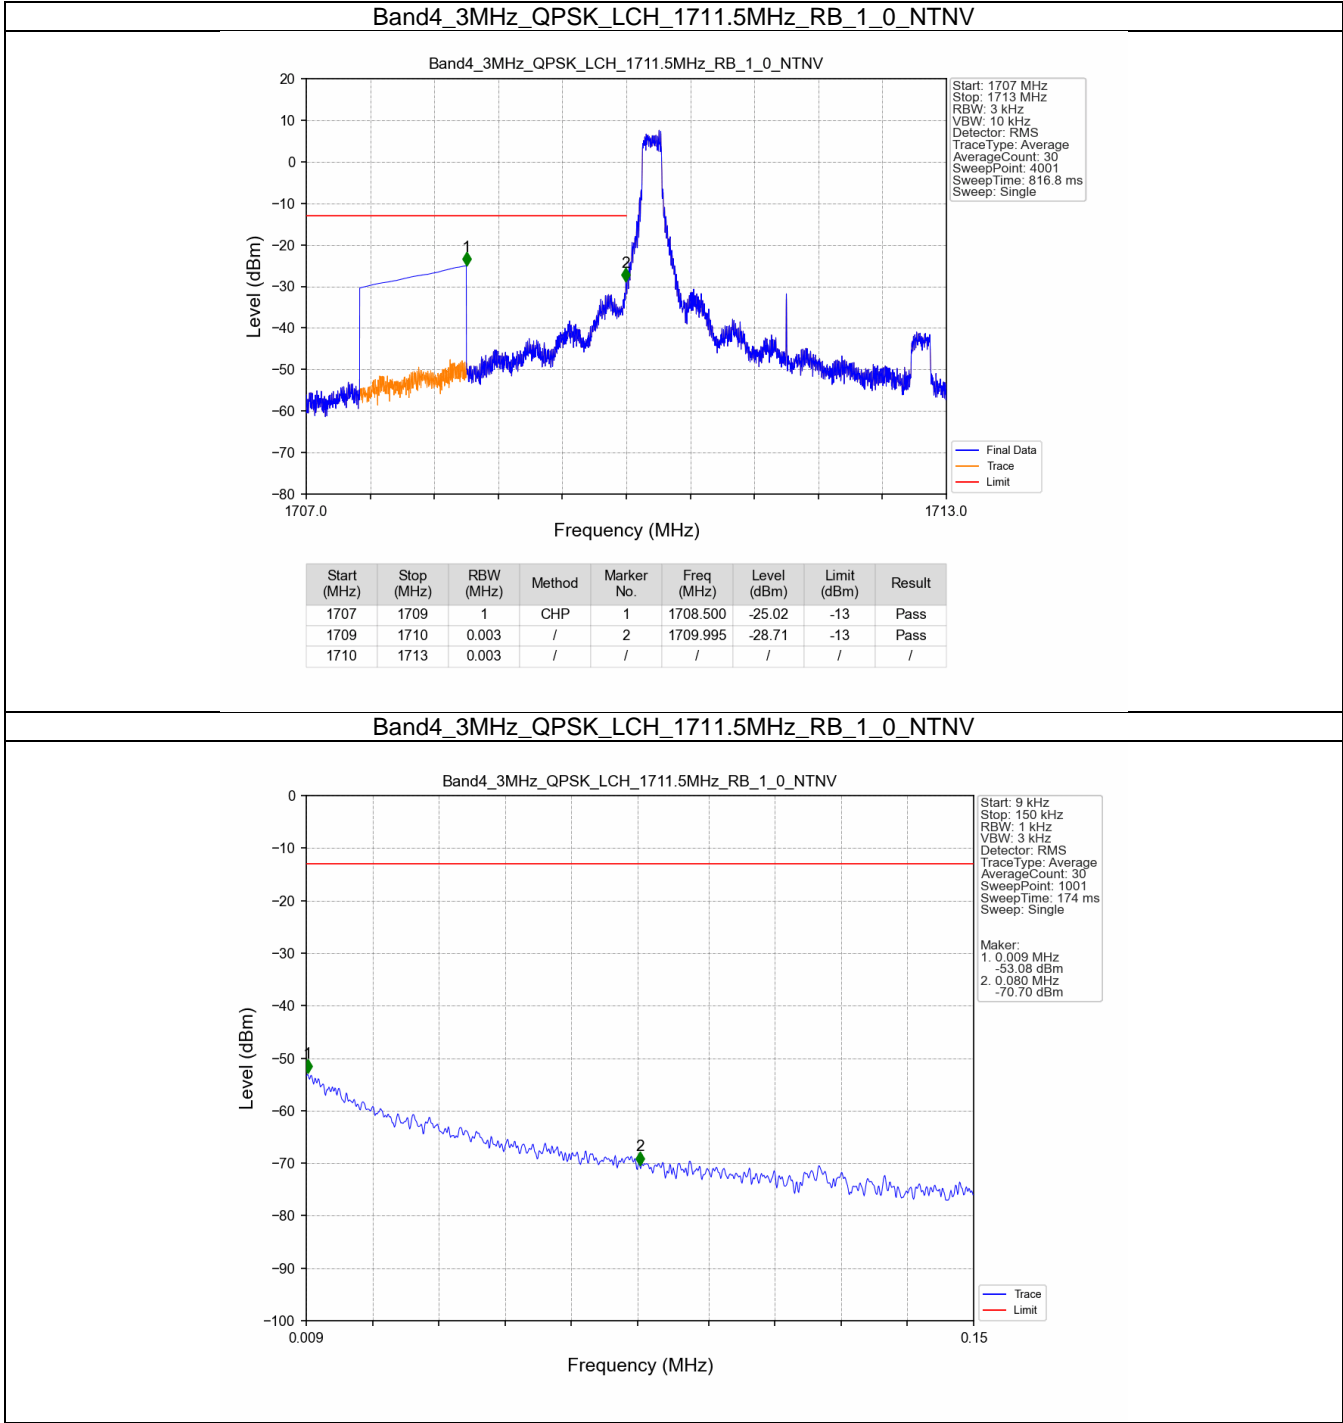 Band4_3MHz_QPSK_LCH_1711.5MHz_RB_1_0_NTNV
Band4_3MHz_QPSK_LCH_1711.5MHz_RB_1_0_NTNV
20
10
0
−10
−20
−30
−40
−50
−60
−70
−80
Level (dBm)
1
2
1707.0
1713.0
Frequency (MHz)
Start: 1707 MHz
Stop: 1713 MHz
RBW: 3 kHz
VBW: 10 kHz
Detector: RMS
TraceType: Average
AverageCount: 30
SweepPoint: 4001
SweepTime: 816.8 ms
Sweep: Single
Final Data
Trace
Limit
Start (MHz) Stop (MHz) RBW (MHz) Method Marker No. Freq (MHz) Level (dBm) Limit (dBm) Result
1707 1709 1 CHP 1 1708.500 -25.02 -13 Pass
1709 1710 0.003 / 2 1709.995 -28.71 -13 Pass
1710 1713 0.003 / / / / / /
Band4_3MHz_QPSK_LCH_1711.5MHz_RB_1_0_NTNV
Band4_3MHz_QPSK_LCH_1711.5MHz_RB_1_0_NTNV
0
−10
−20
−30
−40
−50
−60
−70
−80
−90
−100
Level (dBm)
1
2
0.009
0.15
Frequency (MHz)
Start: 9 kHz
Stop: 150 kHz
RBW: 1 kHz
VBW: 3 kHz
Detector: RMS
TraceType: Average
AverageCount: 30
SweepPoint: 1001
SweepTime: 174 ms
Sweep: Single
Maker:
1. 0.009 MHz
-53.08 dBm
2. 0.080 MHz
-70.70 dBm
Trace
Limit